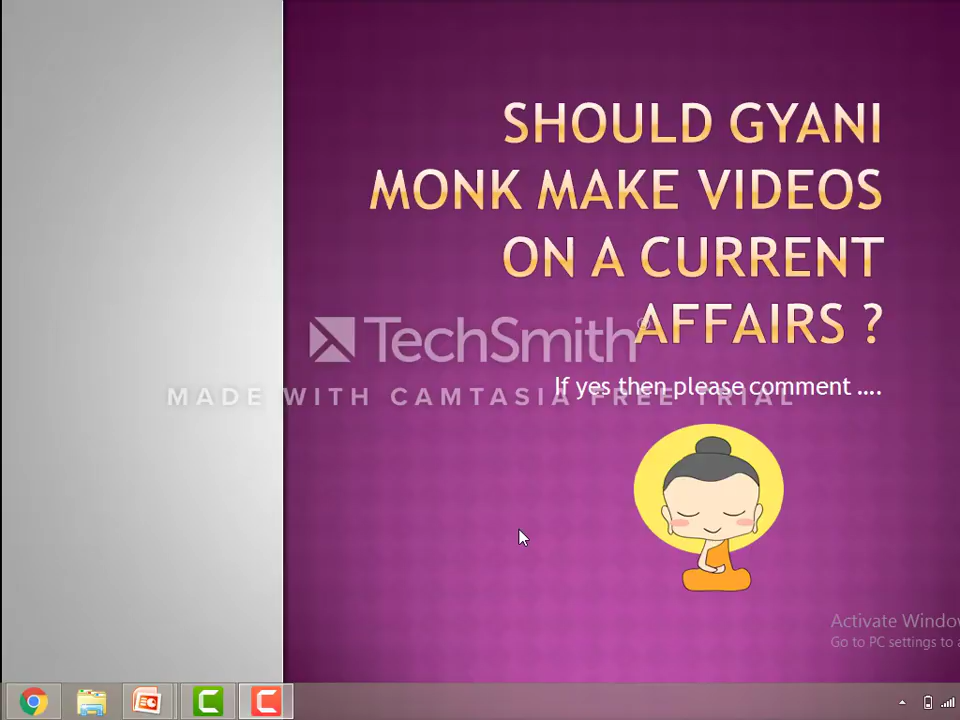 SHOULD GYANI
MONK MAKE VIDEOS
ON A CURRENT
AFFAIRS ?
TechSmith
If yes then please comment ....
MADE WITH CAMTASIA FREE TRIAL
Activate Windo
Go to PC settings to a